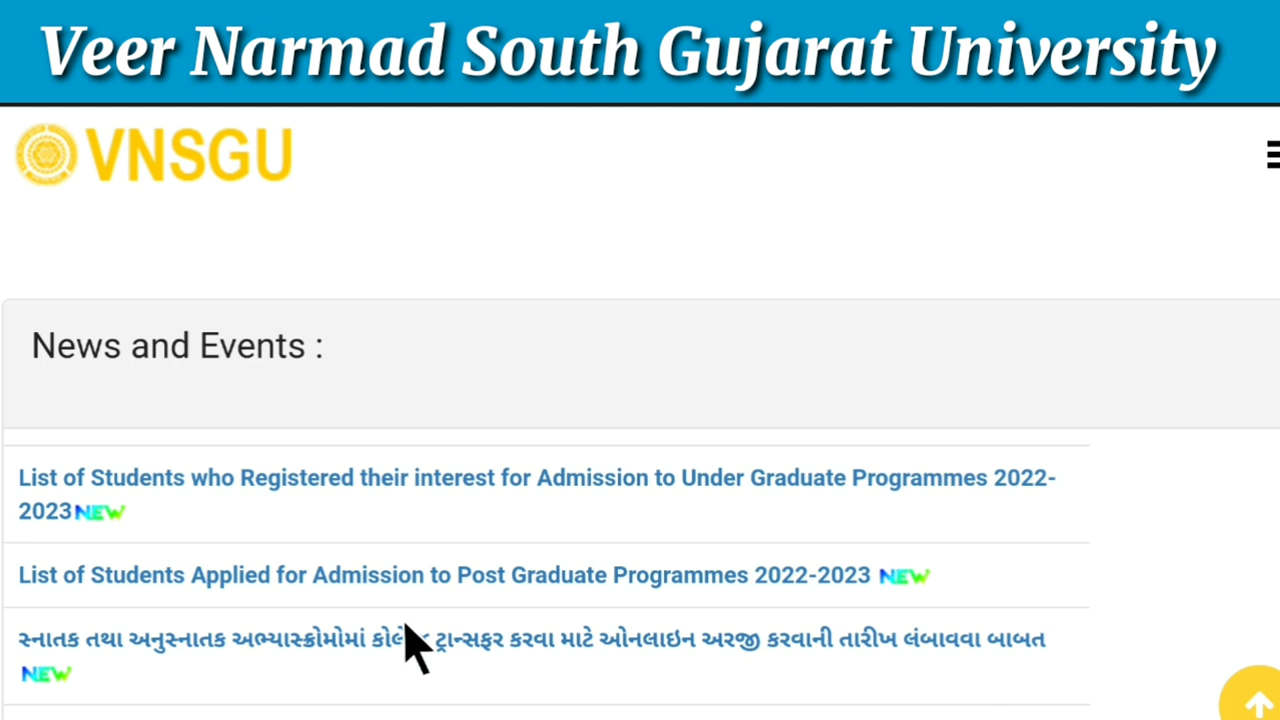 Veer Narmad South Gujarat University
VNSGU
News and Events :
List of Students who Registered their interest for Admission to Under Graduate Programmes 2022-
2023 NEW
List of Students Applied for Admission to Post Graduate Programmes 2022-2023 NEW
સ્નાતક તથા અનુસ્નાતક અભ્યાસ્ક્રોમોમાં ટ્રાન્સફર કરવા માટે ઓનલાઇન અરજી કરવાની તારીખ લંબાવવા બાબત
NEW